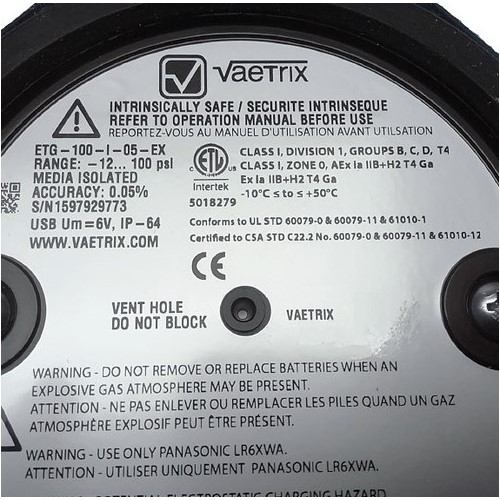 VAETRIX
INTRINSICALLY SAFE / SECURITE INTRINSEQUE
REFER TO OPERATION MANUAL BEFORE USE
REPORTEZ-VOUS AU MANUEL D'UTILISATION AVANT UTILSATION
ETG-100-I-05-EX
RANGE: -12... 100 psi
MEDIA ISOLATED
ACCURACY: 0.05%
S/N1597929773
USB Um=6V, IP-64
WWW.VAETRIX.COM
ETL
Intertek
5018279
CLASS I, DIVISION 1, GROUPS B, C, D, T4
CLASS I, ZONE 0, AEx ia IIB+H2 T4 Ga
Ex ia IIB+H2 T4 Ga
-10°C ≤ to ≤ +50°C
Conforms to UL STD 60079-0 & 60079-11 & 61010-1
Certified to CSA STD C22.2 No. 60079-0 & 60079-11 & 61010-12
CE
VENT HOLE
DO NOT BLOCK
VAETRIX
WARNING - DO NOT REMOVE OR REPLACE BATTERIES WHEN AN
EXPLOSIVE GAS ATMOSPHERE MAY BE PRESENT.
ATTENTION - NE PAS ENLEVER OU REMPLACER LES PILES QUAND UN GAZ
ATMOSPHÈRE EXPLOSIF PEUT ÊTRE PRÉSENT.
WARNING - USE ONLY PANASONIC LR6XWA.
ATTENTION - UTILISER UNIQUEMENT PANASONIC LR6XWA.
WARNING - POTENTIAL ELECTROSTATIC CHARGING HAZARD